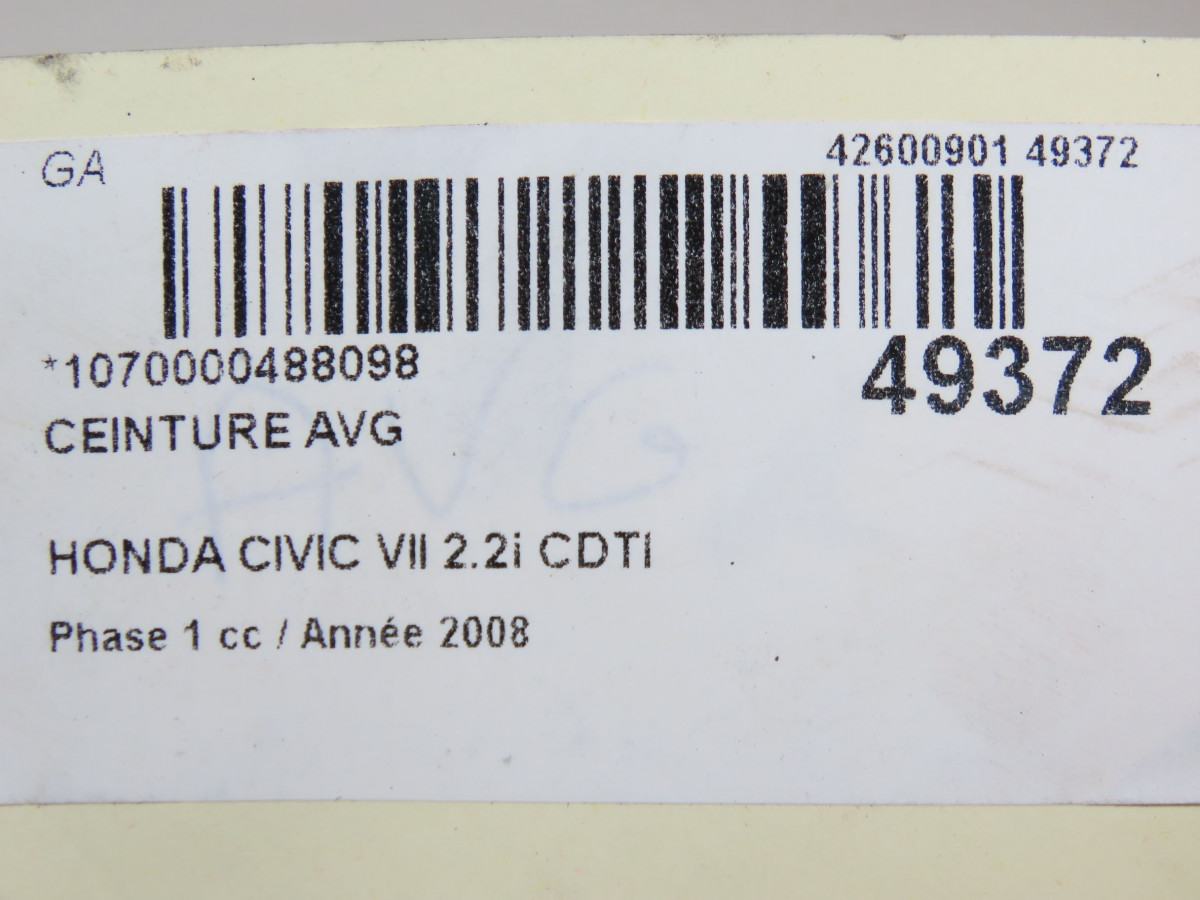 GA
42600901 49372
*1070000488098
49372
CEINTURE AVG
AVG
HONDA CIVIC VII 2.2i CDTI
Phase 1 cc / Année 2008